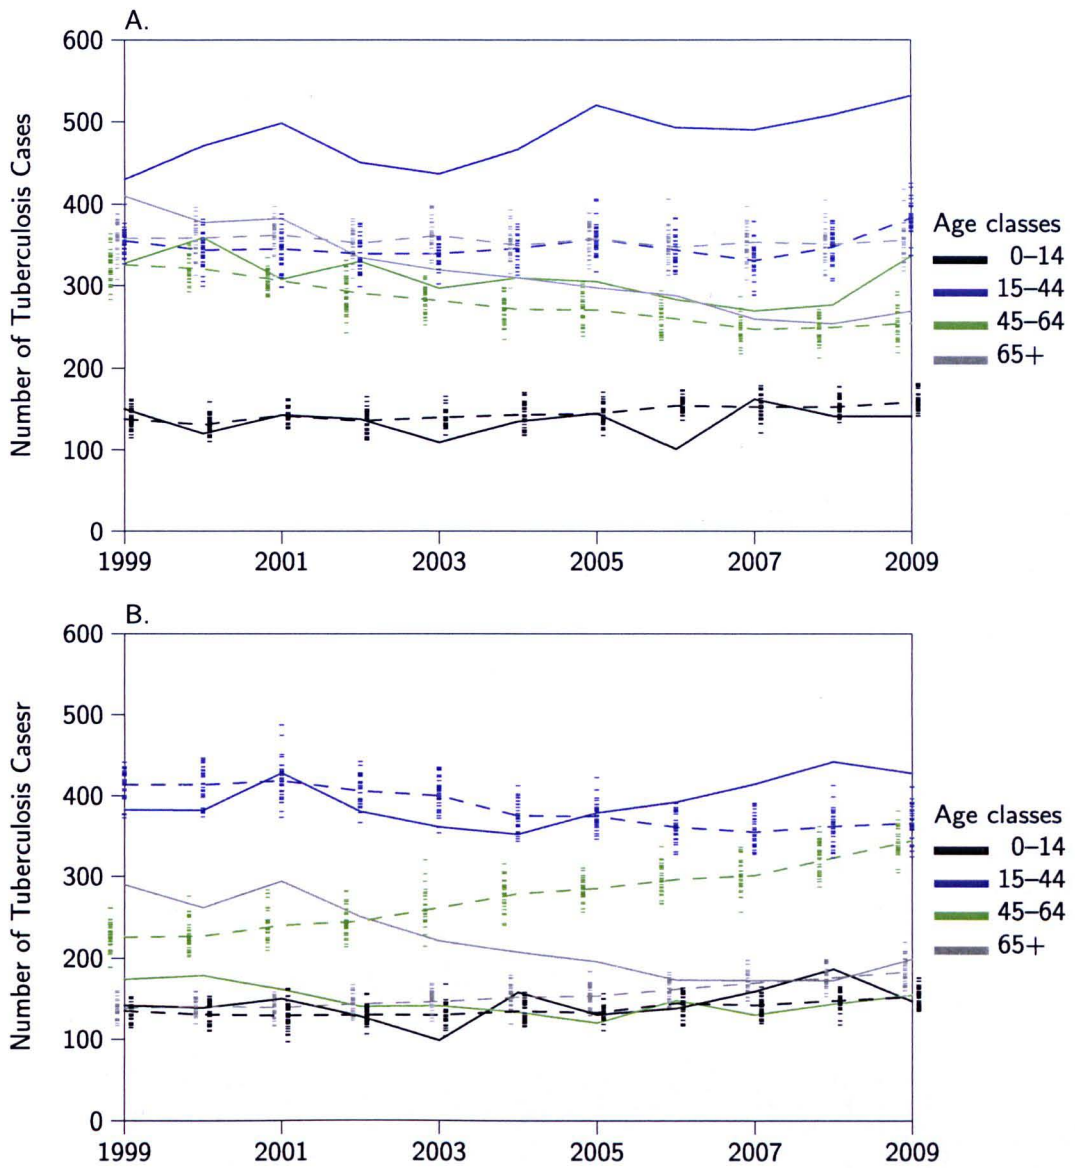 A.
Number of Tuberculosis Cases
600
500
400
300
200
100
0
1999 2001 2003 2005 2007 2009
Age classes
0–14
15–44
45–64
65+
B.
Number of Tuberculosis Casesr
600
500
400
300
200
100
0
1999 2001 2003 2005 2007 2009
Age classes
0–14
15–44
45–64
65+